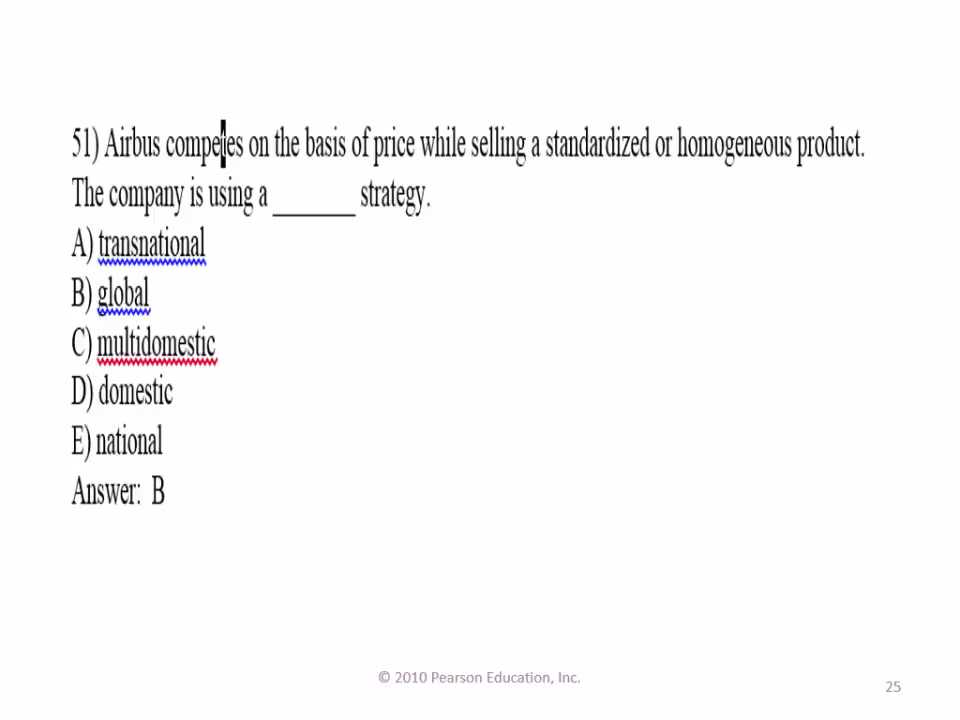 51) Airbus competes on the basis of price while selling a standardized or homogeneous product.
The company is using a _______ strategy.
A) transnational
B) global
C) multidomestic
D) domestic
E) national
Answer: B
© 2010 Pearson Education, Inc.
25